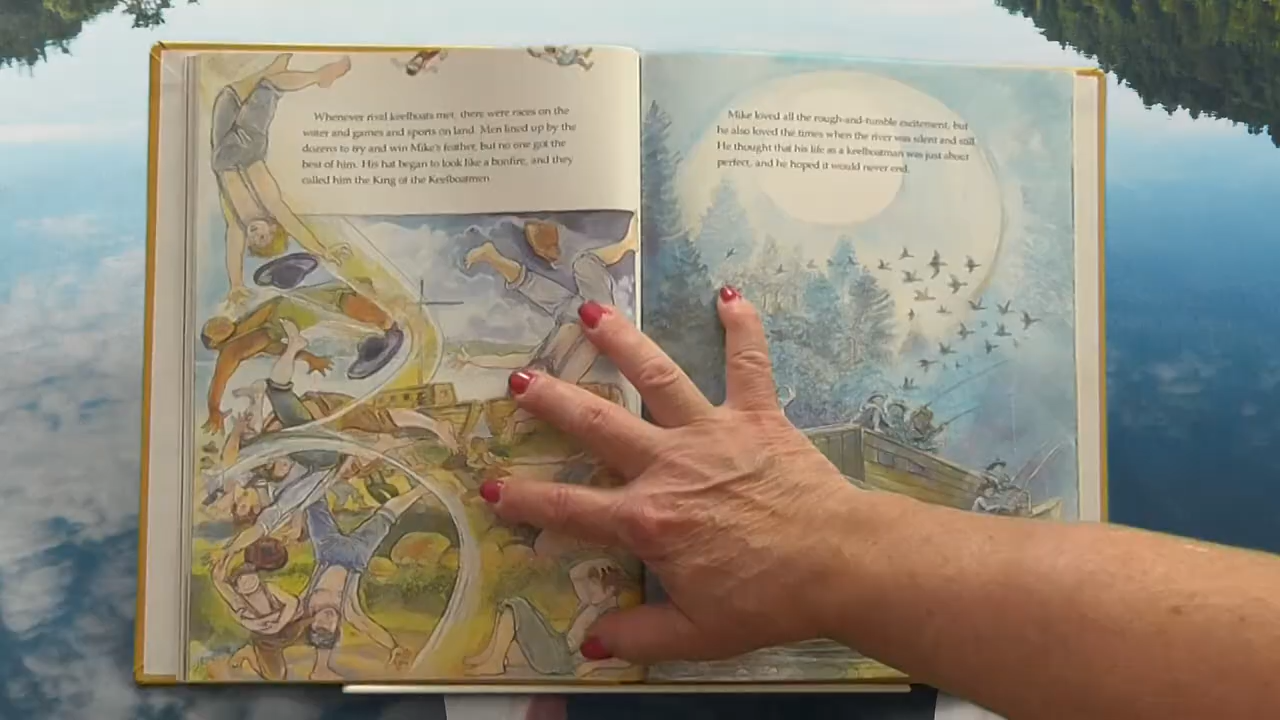 Whenever rival keelboats met, there were races on the
water and games and sports on land. Men lined up by the
dozens to try and win Mike's feather, but no one got the
best of him. His hat began to look like a bonfire, and they
called him the King of the Keelboatmen.
Mike loved all the rough-and-tumble excitement, but
he also loved the times when the river was silent and still.
He thought that his life as a keelboatman was just about
perfect, and he hoped it would never end.